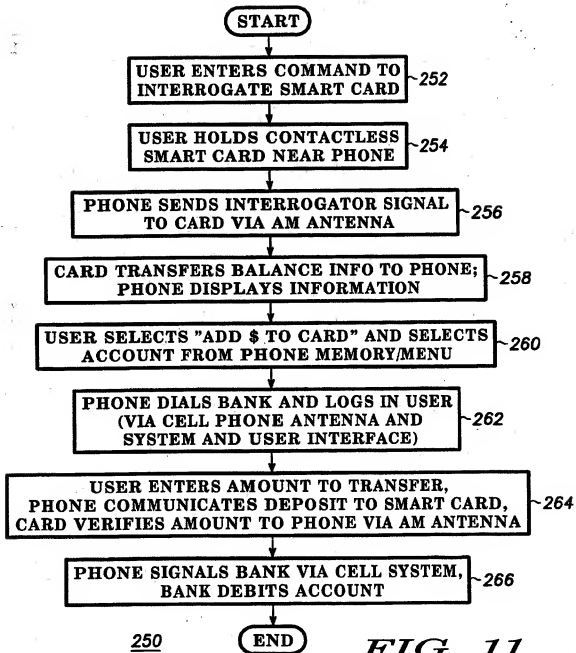 START
USER ENTERS COMMAND TO
INTERROGATE SMART CARD
252
USER HOLDS CONTACTLESS
SMART CARD NEAR PHONE
254
PHONE SENDS INTERROGATOR SIGNAL
TO CARD VIA AM ANTENNA
256
CARD TRANSFERS BALANCE INFO TO PHONE;
PHONE DISPLAYS INFORMATION
258
USER SELECTS "ADD $ TO CARD" AND SELECTS
ACCOUNT FROM PHONE MEMORY/MENU
260
PHONE DIALS BANK AND LOGS IN USER
(VIA CELL PHONE ANTENNA AND
SYSTEM AND USER INTERFACE)
262
USER ENTERS AMOUNT TO TRANSFER,
PHONE COMMUNICATES DEPOSIT TO SMART CARD,
CARD VERIFIES AMOUNT TO PHONE VIA AM ANTENNA
264
PHONE SIGNALS BANK VIA CELL SYSTEM,
BANK DEBITS ACCOUNT
266
250
END
FIG. 11